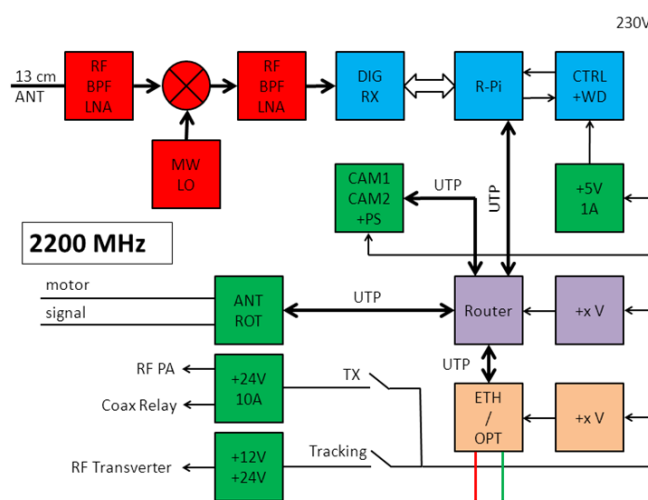 230V
13 cm
ANT
RF
BPF
LNA
RF
BPF
LNA
DIG
RX
R-Pi
CTRL
+WD
MW
LO
CAM1
CAM2
+PS
UTP
UTP
+5V
1A
2200 MHz
motor
signal
ANT
ROT
UTP
Router
+x V
UTP
RF PA
Coax Relay
+24V
10A
TX
ETH
/
OPT
+x V
RF Transverter
+12V
+24V
Tracking